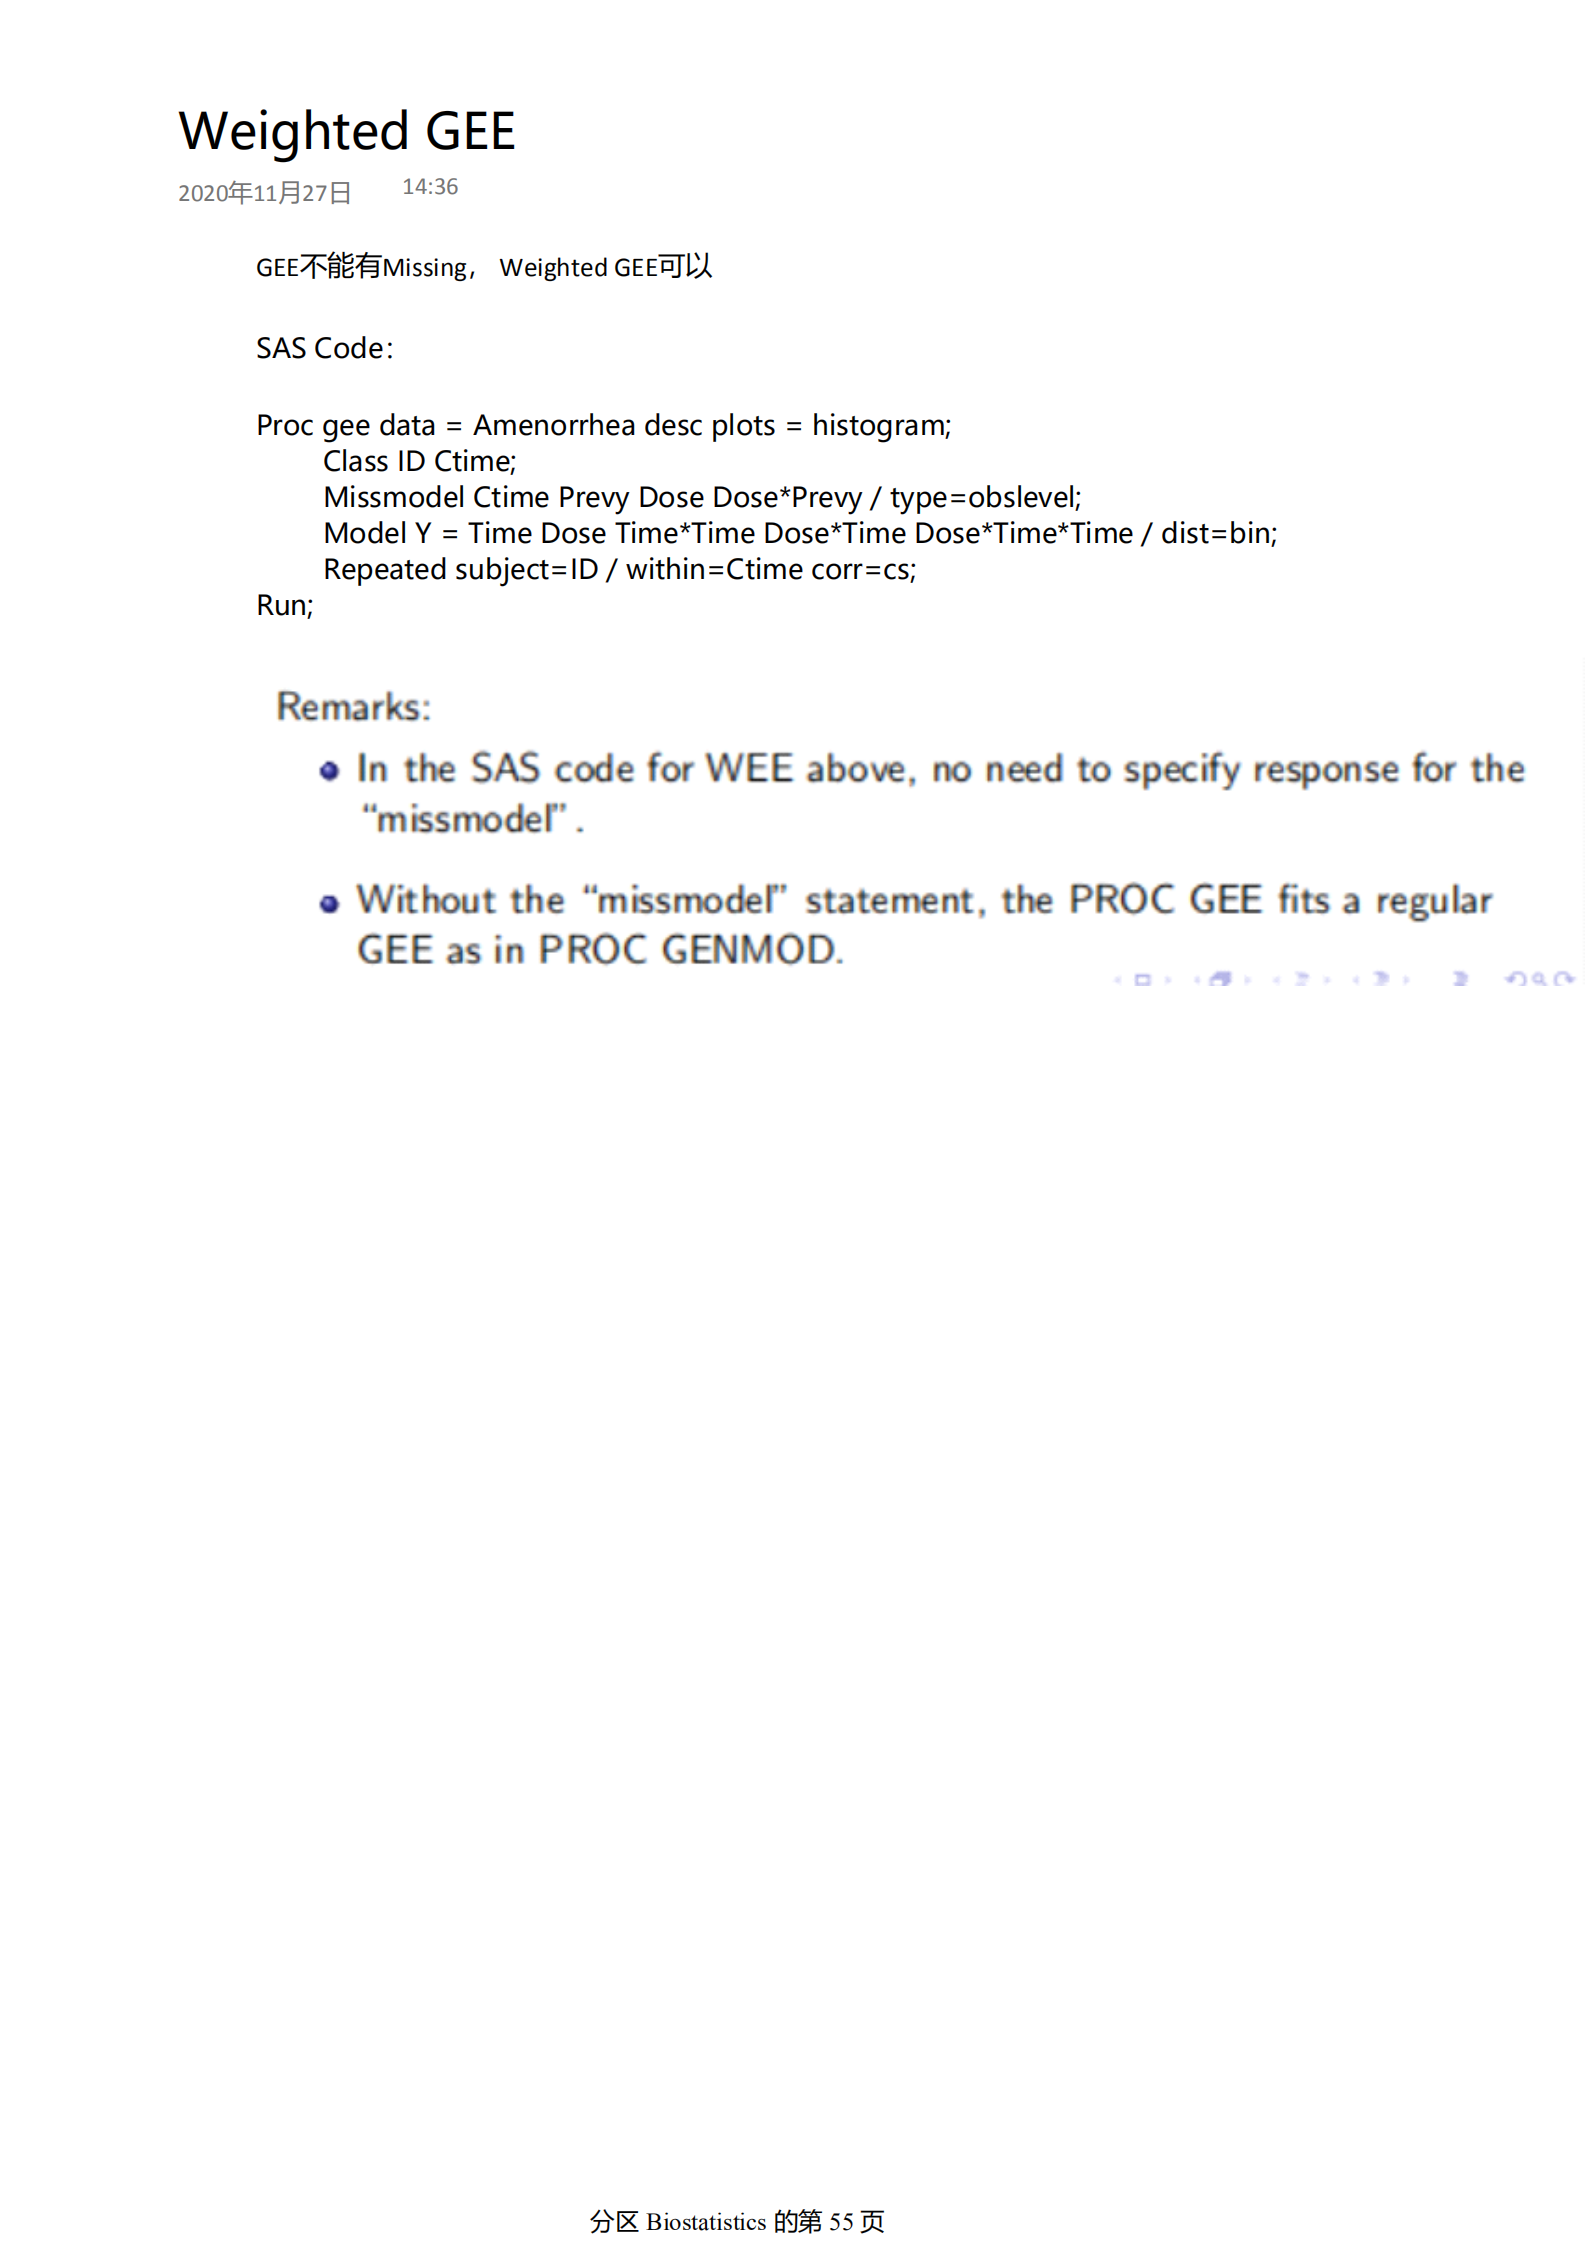 Weighted GEE
2020年11月27日 14:36
GEE不能有Missing， Weighted GEE可以
SAS Code：
Proc gee data = Amenorrhea desc plots = histogram;
Class ID Ctime;
Missmodel Ctime Prevy Dose Dose*Prevy / type=obslevel;
Model Y = Time Dose Time*Time Dose*Time Dose*Time*Time / dist=bin;
Repeated subject=ID / within=Ctime corr=cs;
Run;
Remarks:
In the SAS code for WEE above, no need to specify response for the
“missmodel”.
Without the “missmodel” statement, the PROC GEE fits a regular
GEE as in PROC GENMOD.
分区 Biostatistics 的第 55 页